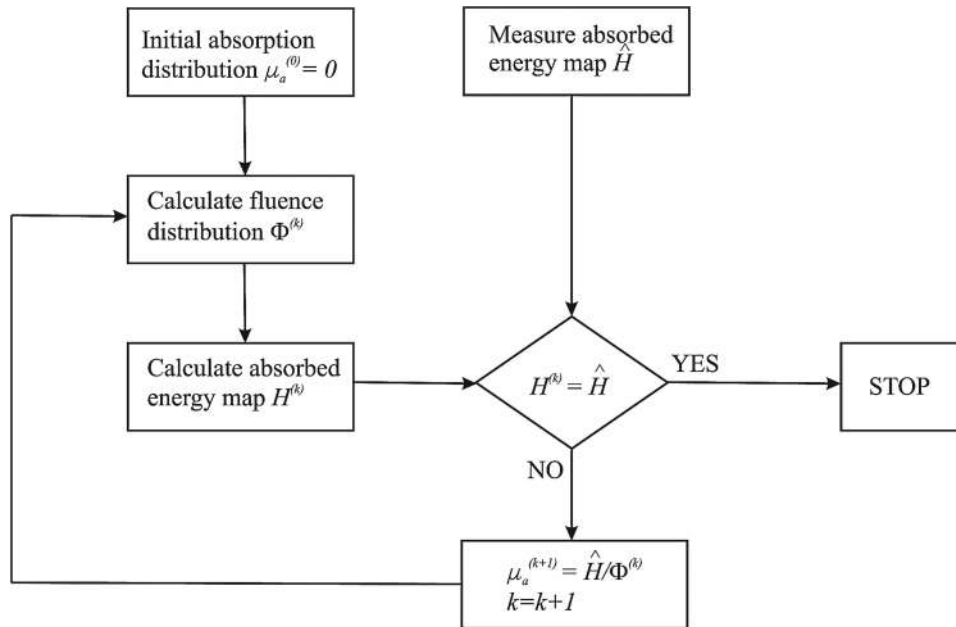 Initial absorption
distribution μₐ⁽⁰⁾ = 0
Measure absorbed
energy map Ĥ
Calculate fluence
distribution Φ⁽ᵏ⁾
Calculate absorbed
energy map H⁽ᵏ⁾
H⁽ᵏ⁾ = Ĥ
YES
STOP
NO
μₐ⁽ᵏ⁺¹⁾ = Ĥ/Φ⁽ᵏ⁾
k=k+1